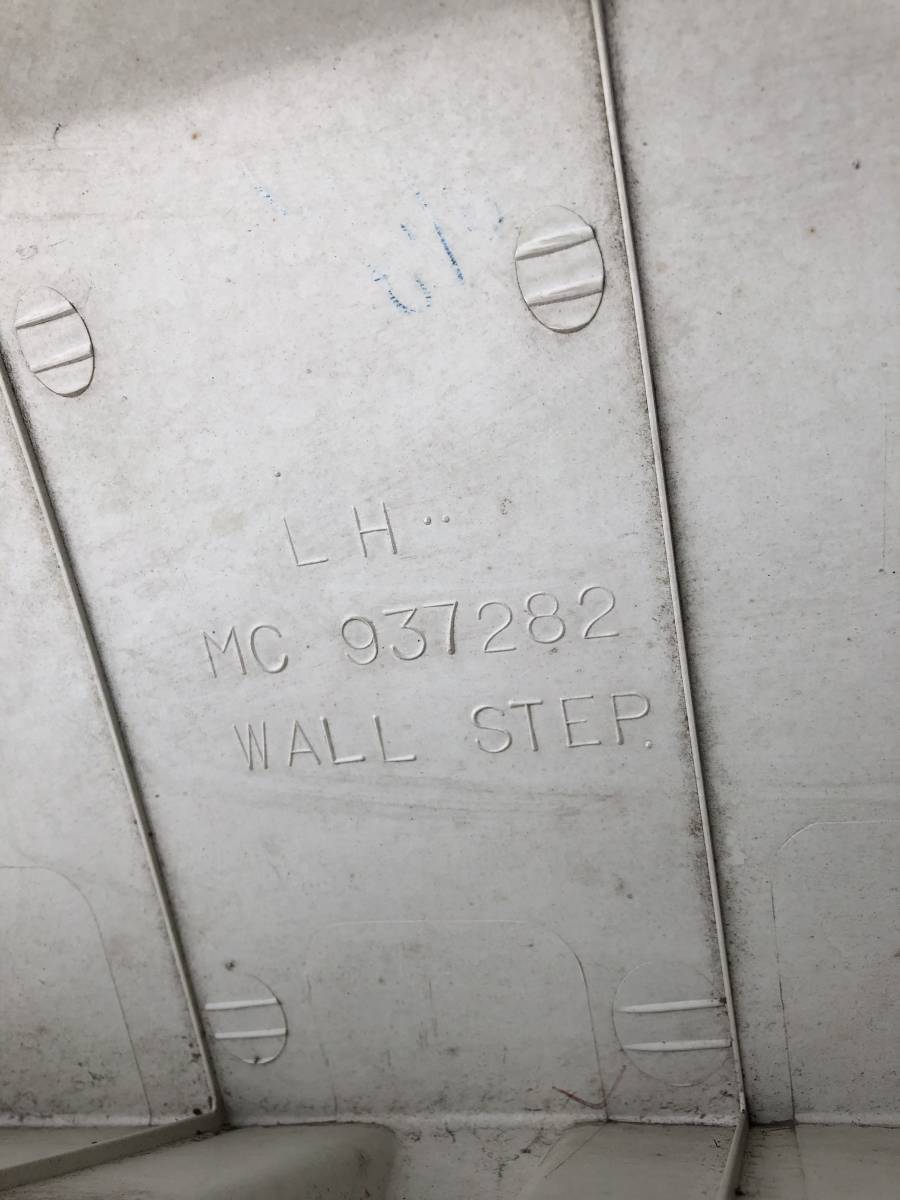 LH..
MC 937282
WALL STEP.